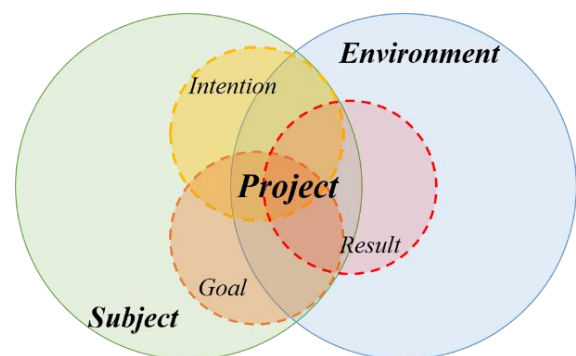 Environment
Intention
Project
Result
Goal
Subject